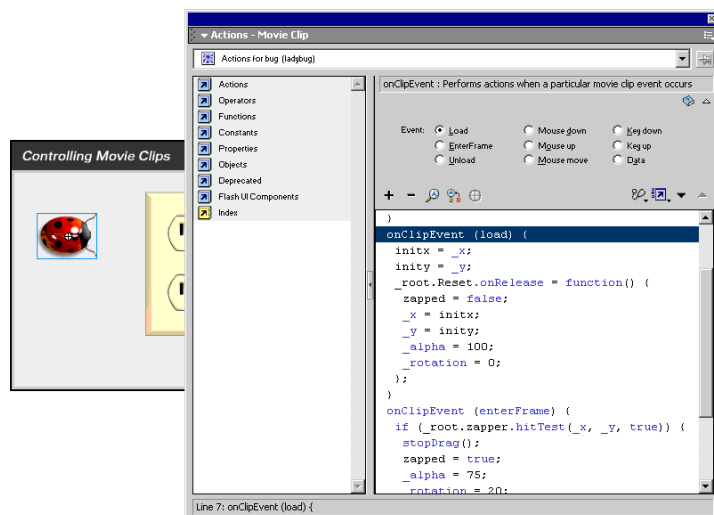 Actions - Movie Clip
Actions for bug (ladybug)
Actions
Operators
Functions
Constants
Properties
Objects
Deprecated
Flash UI Components
Index
onClipEvent : Performs actions when a particular movie clip event occurs
Event: Load Mouse down Key down
EnterFrame Mouse up Key up
Unload Mouse move Data
}
onClipEvent (load) {
initx = _x;
inity = _y;
_root.Reset.onRelease = function() {
zapped = false;
_x = initx;
_y = inity;
_alpha = 100;
_rotation = 0;
};
}
onClipEvent (enterFrame) {
if (_root.zapper.hitTest(_x, _y, true)) {
stopDrag();
zapped = true;
_alpha = 75;
_rotation = 20;
Line 7: onClipEvent (load) {
Controlling Movie Clips